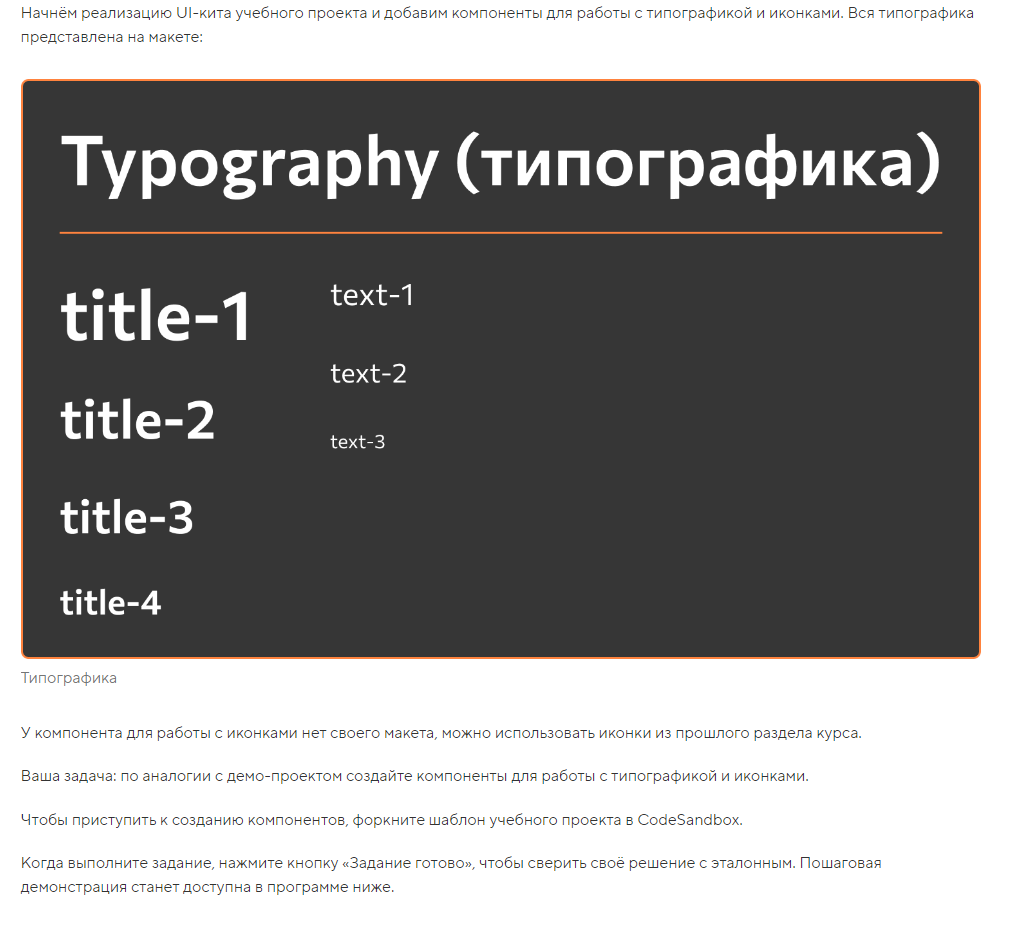 Начнём реализацию UI-кита учебного проекта и добавим компоненты для работы с типографикой и иконками. Вся типографика
представлена на макете:
Typography (типографика)
title-1
title-2
title-3
title-4
text-1
text-2
text-3
Типографика
У компонента для работы с иконками нет своего макета, можно использовать иконки из прошлого раздела курса.
Ваша задача: по аналогии с демо-проектом создайте компоненты для работы с типографикой и иконками.
Чтобы приступить к созданию компонентов, форкните шаблон учебного проекта в CodeSandbox.
Когда выполните задание, нажмите кнопку «Задание готово», чтобы сверить своё решение с эталонным. Пошаговая
демонстрация станет доступна в программе ниже.